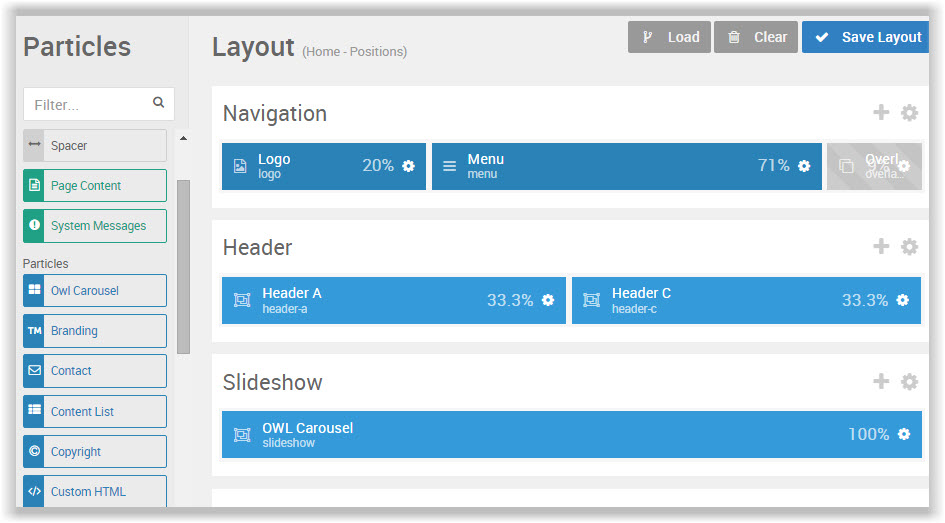 Particles
Filter...
Spacer
Page Content
System Messages
Particles
Owl Carousel
TM Branding
Contact
Content List
Copyright
Custom HTML
Layout (Home - Positions)
Load
Clear
Save Layout
Navigation
Logo
logo
20%
Menu
menu
71%
Overl
overla...
9%
Header
Header A
header-a
33.3%
Header C
header-c
33.3%
Slideshow
OWL Carousel
slideshow
100%